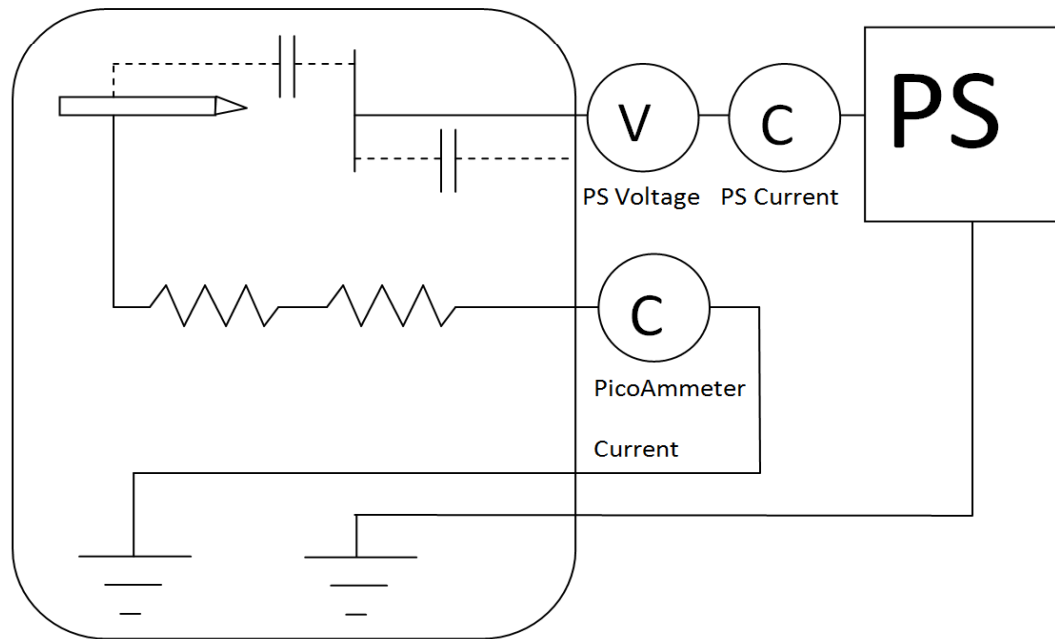 PS
V
C
PS Voltage
PS Current
C
PicoAmmeter
Current